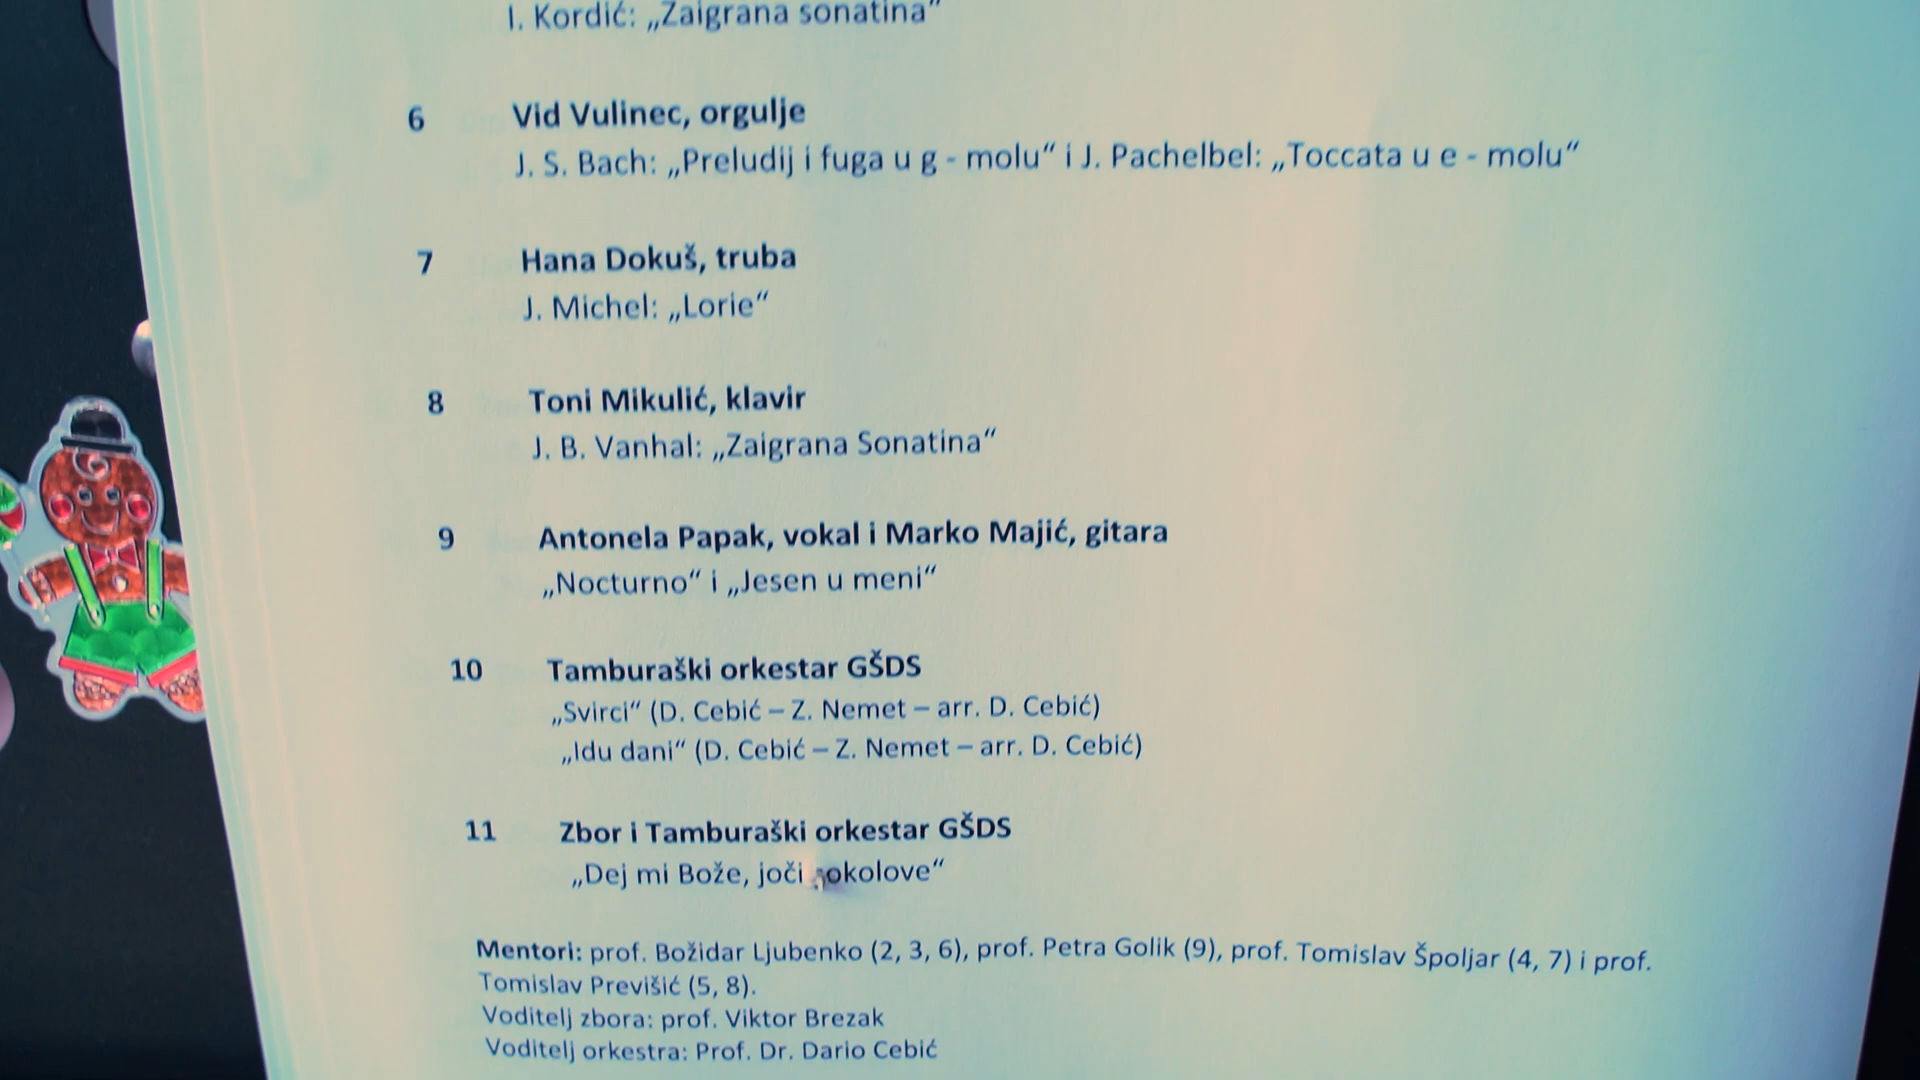 I. Kordić: „Zaigrana sonatina“
6 Vid Vulinec, orgulje
J. S. Bach: „Preludij i fuga u g - molu“ i J. Pachelbel: „Toccata u e - molu“
7 Hana Dokuš, truba
J. Michel: „Lorie“
8 Toni Mikulić, klavir
J. B. Vanhal: „Zaigrana Sonatina“
9 Antonela Papak, vokal i Marko Majić, gitara
„Nocturno“ i „Jesen u meni“
10 Tamburaški orkestar GŠDS
„Svirci“ (D. Cebić – Z. Nemet – arr. D. Cebić)
„Idu dani“ (D. Cebić – Z. Nemet – arr. D. Cebić)
11 Zbor i Tamburaški orkestar GŠDS
„Dej mi Bože, joči sokolove“
Mentori: prof. Božidar Ljubenko (2, 3, 6), prof. Petra Golik (9), prof. Tomislav Špoljar (4, 7) i prof.
Tomislav Previšić (5, 8).
Voditelj zbora: prof. Viktor Brezak
Voditelj orkestra: Prof. Dr. Dario Cebić